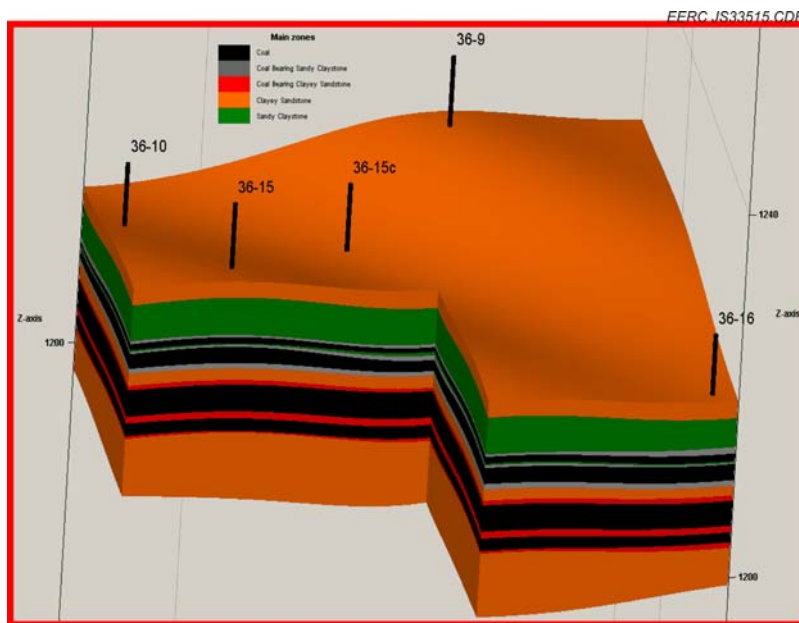 EERC JS33515.CDR
Main zones
Coal
Coal Bearing Sandy Claystone
Coal Bearing Clayey Sandstone
Clayey Sandstone
Sandy Claystone
36-9
36-10
36-15c
36-15
1240
Z-axis
Z-axis
36-16
1200
1200